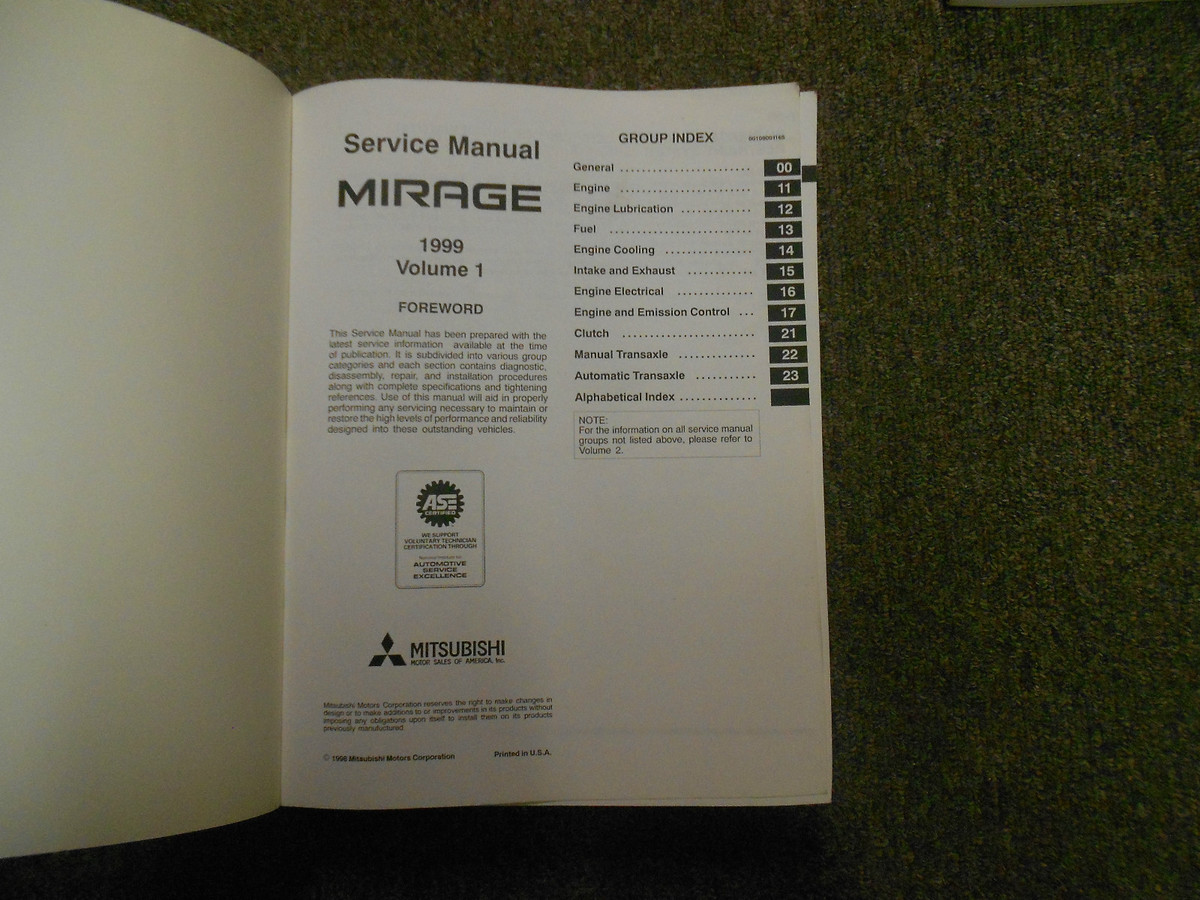 Service Manual
MIRAGE
1999
Volume 1
FOREWORD
This Service Manual has been prepared with the
latest service information available at the time
of publication. It is subdivided into various group
categories and each section contains diagnostic,
disassembly, repair, and installation procedures
along with complete specifications and tightening
references. Use of this manual will aid in properly
performing any servicing necessary to maintain or
restore the high levels of performance and reliability
designed into these outstanding vehicles.
ASE
CERTIFIED
WE SUPPORT
VOLUNTARY TECHNICIAN
CERTIFICATION THROUGH
AUTOMOTIVE
SERVICE
EXCELLENCE
MITSUBISHI
MOTOR SALES OF AMERICA, Inc.
Mitsubishi Motors Corporation reserves the right to make changes in
design or to make additions to or improvements in its products without
imposing any obligations upon itself to install them on its products
previously manufactured.
© 1998 Mitsubishi Motors Corporation Printed in U.S.A.
GROUP INDEX
General ........................ 00
Engine ........................ 11
Engine Lubrication ............. 12
Fuel .......................... 13
Engine Cooling ................ 14
Intake and Exhaust ............ 15
Engine Electrical .............. 16
Engine and Emission Control ... 17
Clutch ........................ 21
Manual Transaxle .............. 22
Automatic Transaxle ........... 23
Alphabetical Index ..............
NOTE:
For the information on all service manual
groups not listed above, please refer to
Volume 2.